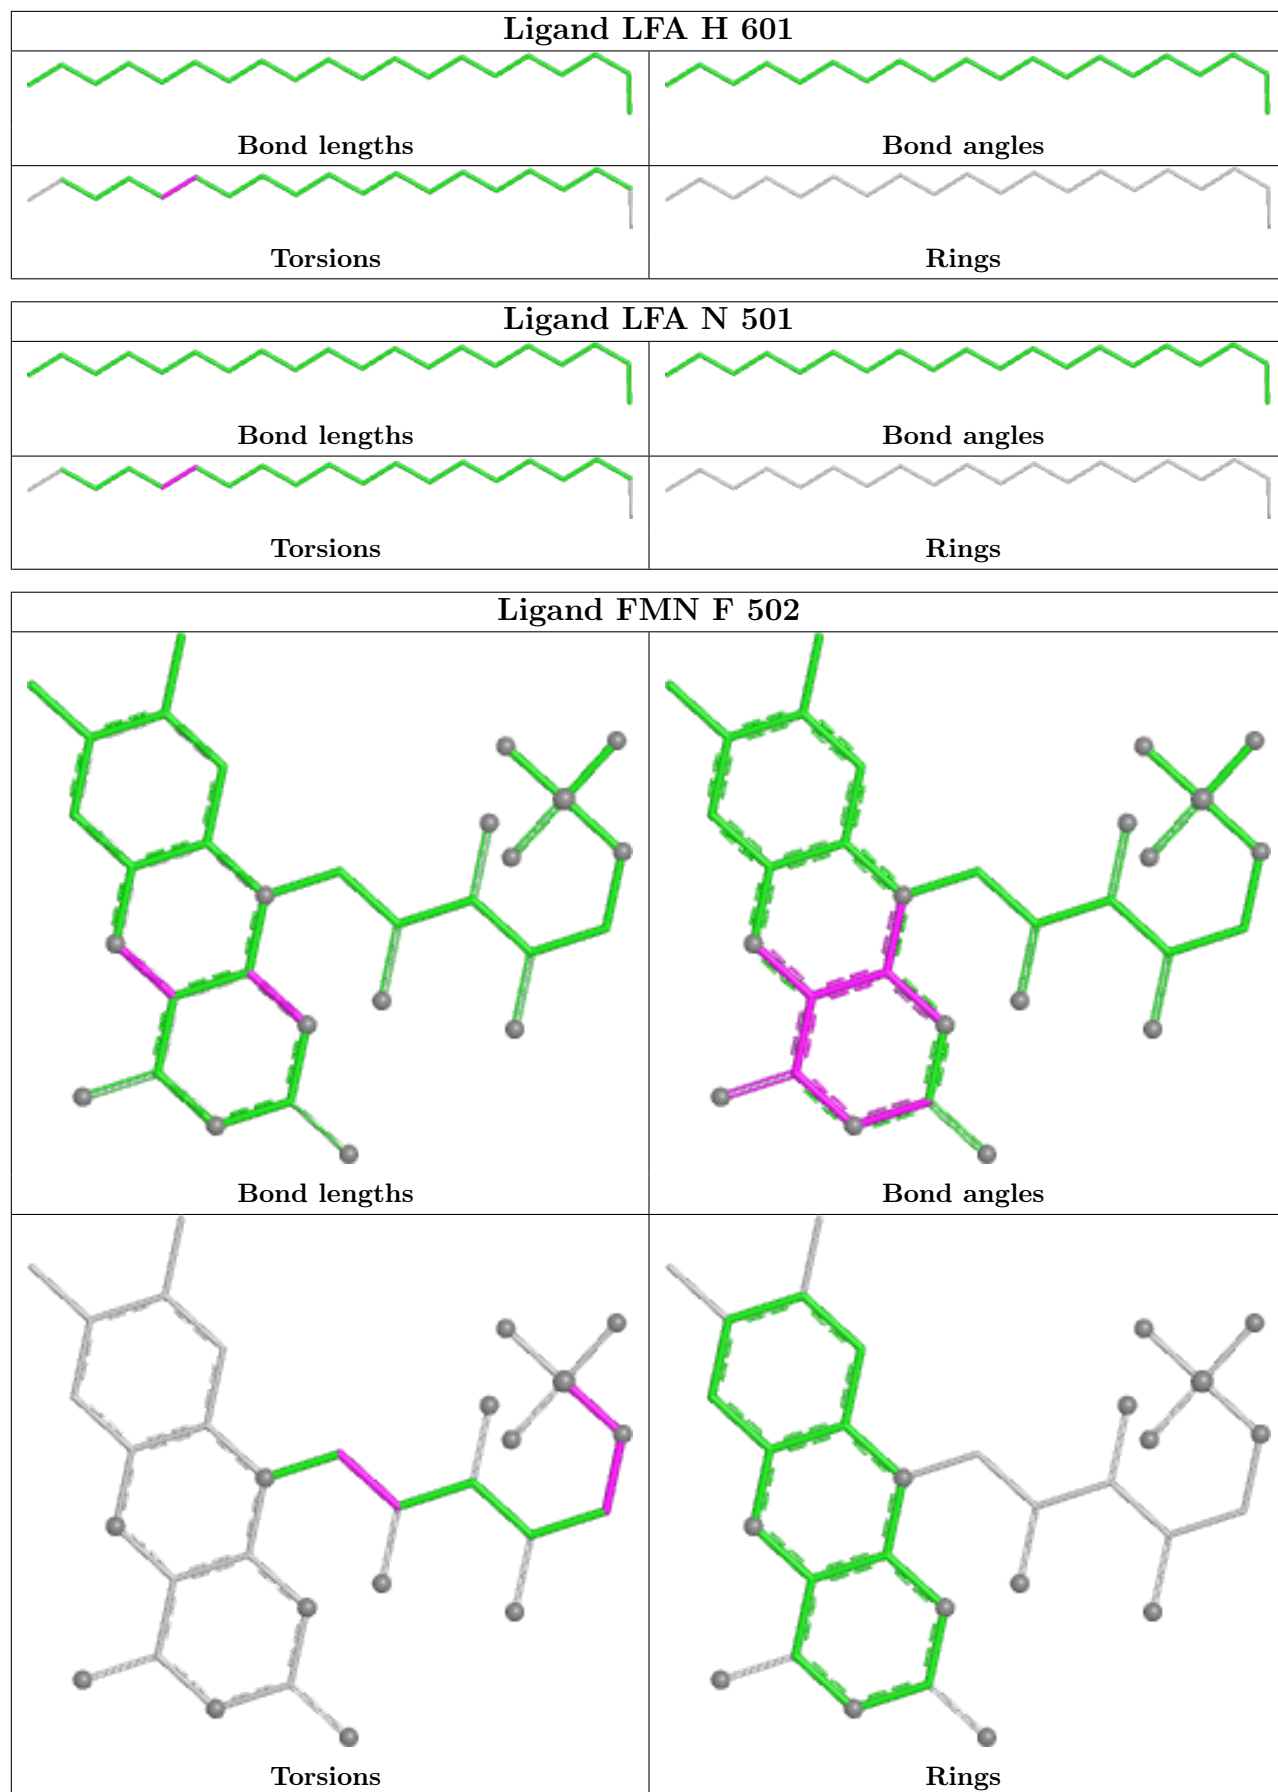 Ligand LFA H 601
Bond lengths
Bond angles
Torsions
Rings
Ligand LFA N 501
Bond lengths
Bond angles
Torsions
Rings
Ligand FMN F 502
Bond lengths
Bond angles
Torsions
Rings